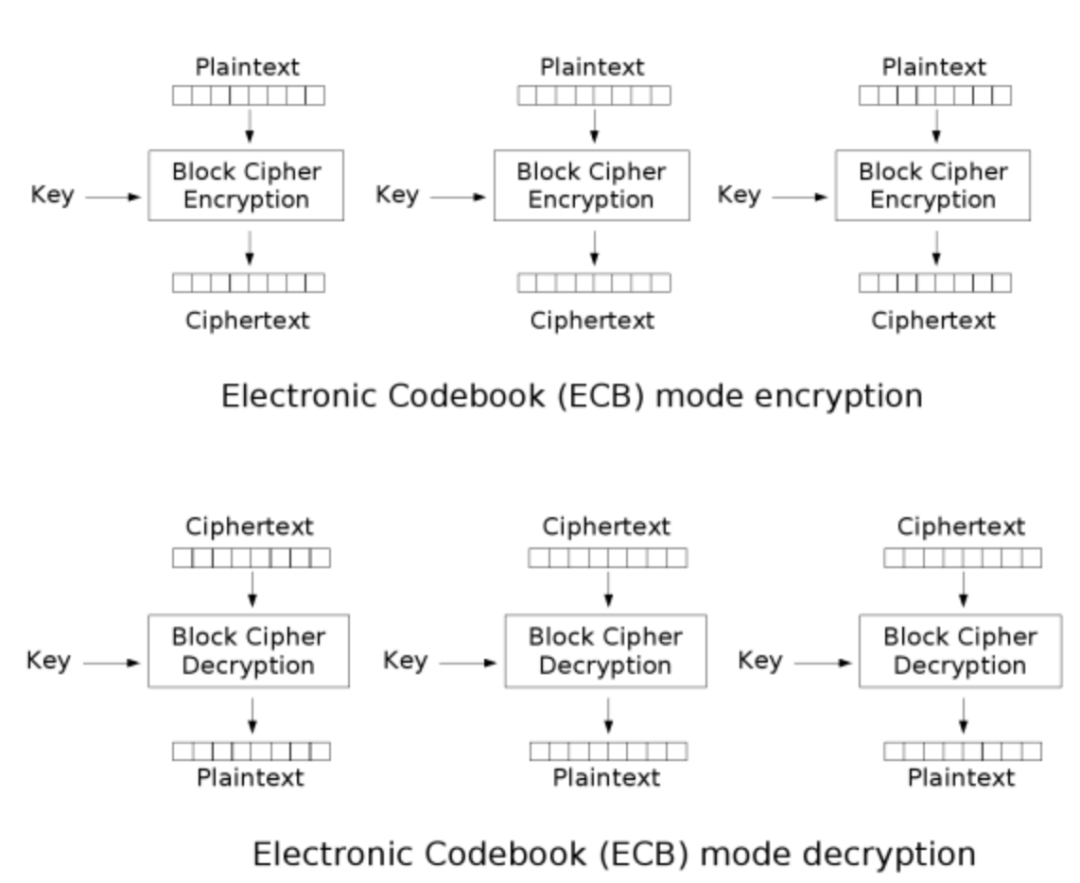 Plaintext Plaintext Plaintext
Key Block Cipher Encryption Key Block Cipher Encryption Key Block Cipher Encryption
Ciphertext Ciphertext Ciphertext
Electronic Codebook (ECB) mode encryption
Ciphertext Ciphertext Ciphertext
Key Block Cipher Decryption Key Block Cipher Decryption Key Block Cipher Decryption
Plaintext Plaintext Plaintext
Electronic Codebook (ECB) mode decryption